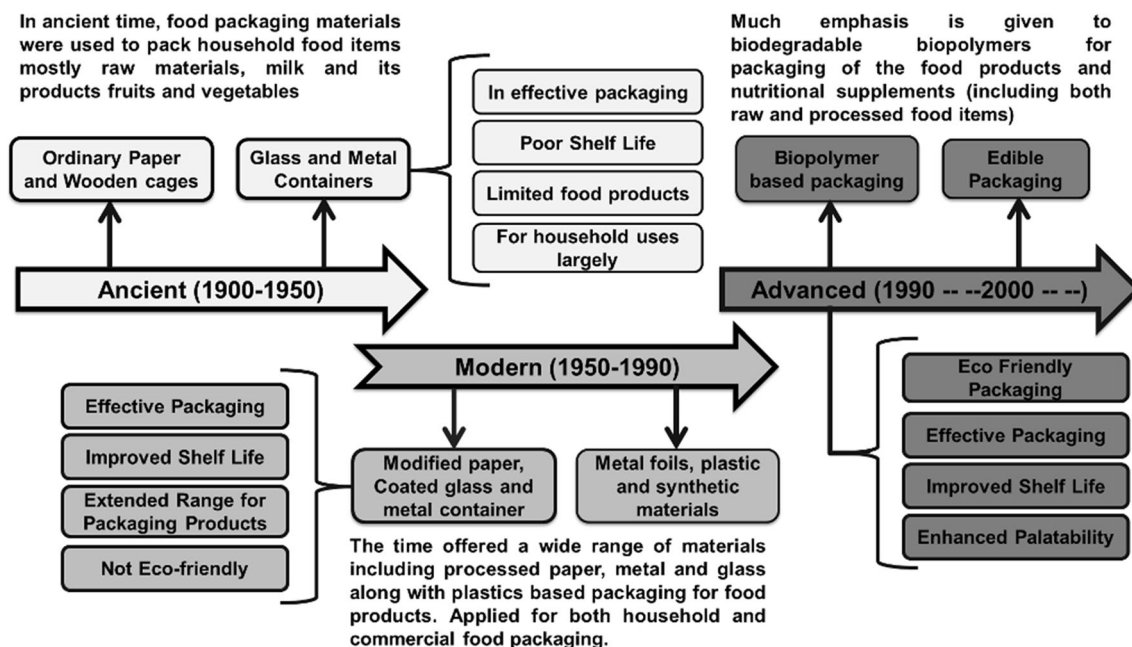 In ancient time, food packaging materials
were used to pack household food items
mostly raw materials, milk and its
products fruits and vegetables
Ordinary Paper
and Wooden cages
Glass and Metal
Containers
In effective packaging
Poor Shelf Life
Limited food products
For household uses
largely
Ancient (1900-1950)
Much emphasis is given to
biodegradable biopolymers for
packaging of the food products and
nutritional supplements (including both
raw and processed food items)
Biopolymer
based packaging
Edible
Packaging
Advanced (1990 -- --2000 -- --)
Modern (1950-1990)
Effective Packaging
Improved Shelf Life
Extended Range for
Packaging Products
Not Eco-friendly
Modified paper,
Coated glass and
metal container
Metal foils, plastic
and synthetic
materials
The time offered a wide range of materials
including processed paper, metal and glass
along with plastics based packaging for food
products. Applied for both household and
commercial food packaging.
Eco Friendly
Packaging
Effective Packaging
Improved Shelf Life
Enhanced Palatability